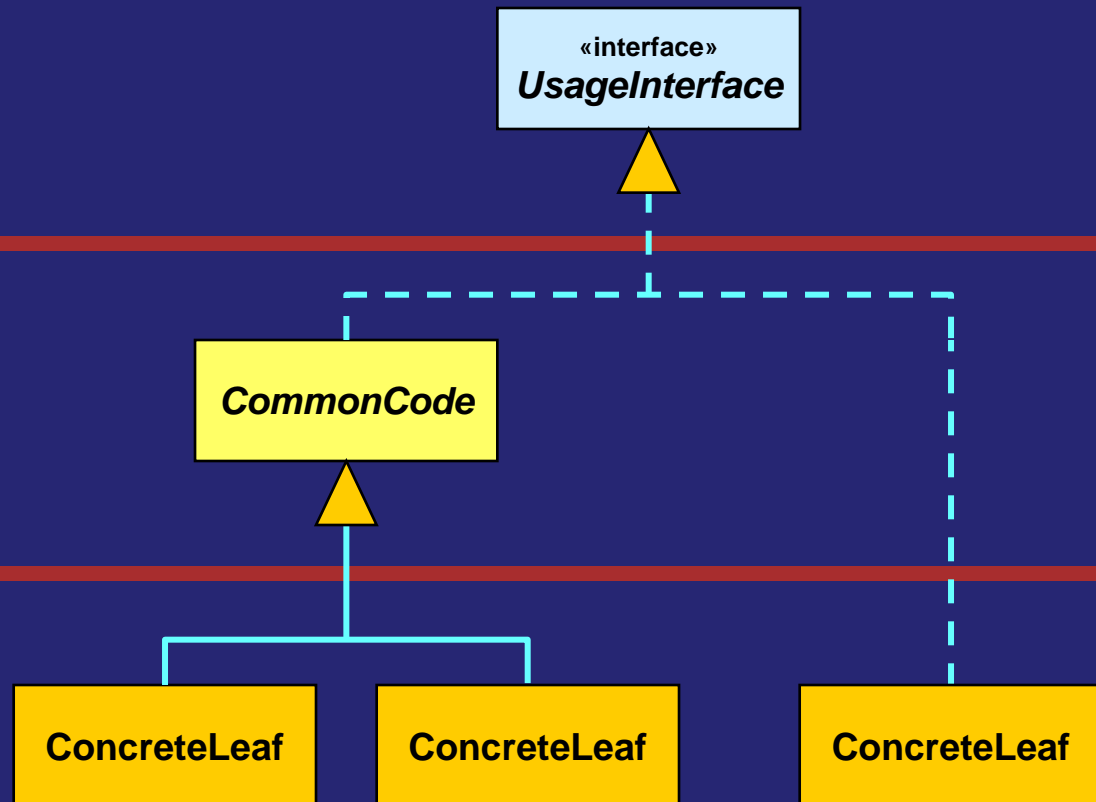 «interface»
UsageInterface
CommonCode
ConcreteLeaf
ConcreteLeaf
ConcreteLeaf